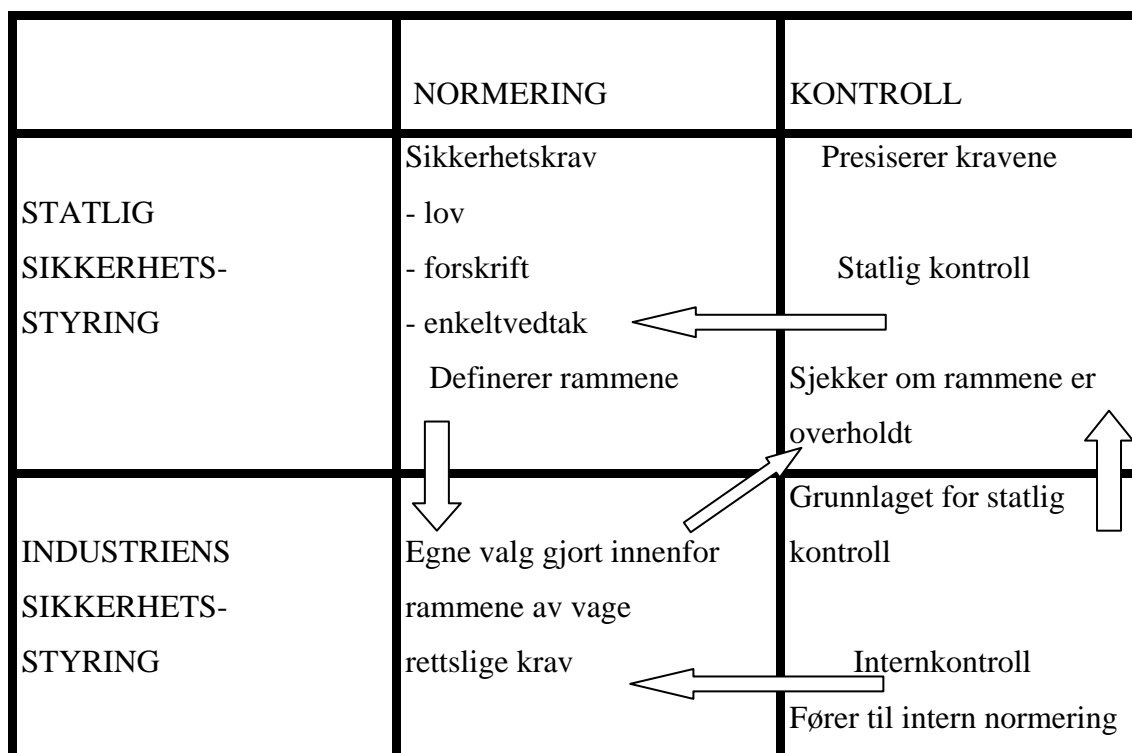 NORMERING
KONTROLL
STATLIG
SIKKERHETS-
STYRING
Sikkerhetskrav
- lov
- forskrift
- enkeltvedtak
Definerer rammene
Presiserer kravene
Statlig kontroll
Sjekker om rammene er
overholdt
INDUSTRIENS
SIKKERHETS-
STYRING
Egne valg gjort innenfor
rammene av vage
rettslige krav
Grunnlaget for statlig
kontroll
Internkontroll
Fører til intern normering